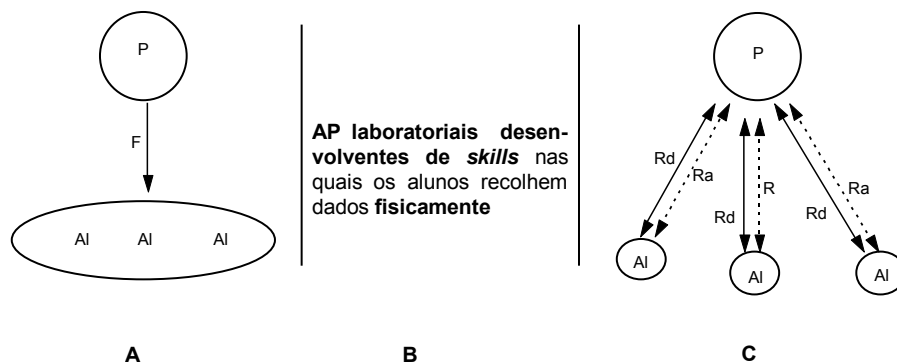 P
F
Al Al Al
A
AP laboratoriais desen-
volventes de skills nas
quais os alunos recolhem
dados fisicamente
B
P
Rd
Ra
Rd
R
Rd
Ra
Al
Al
Al
C